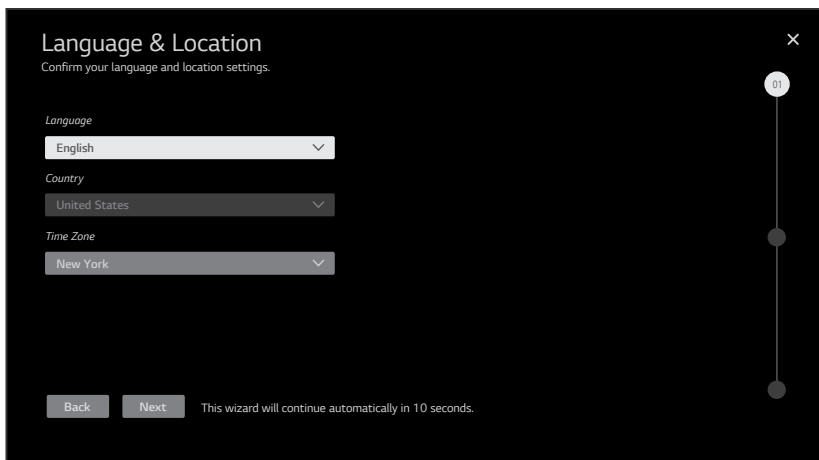 Language & Location
Confirm your language and location settings.
01
Language
English
Country
United States
Time Zone
New York
Back Next This wizard will continue automatically in 10 seconds.